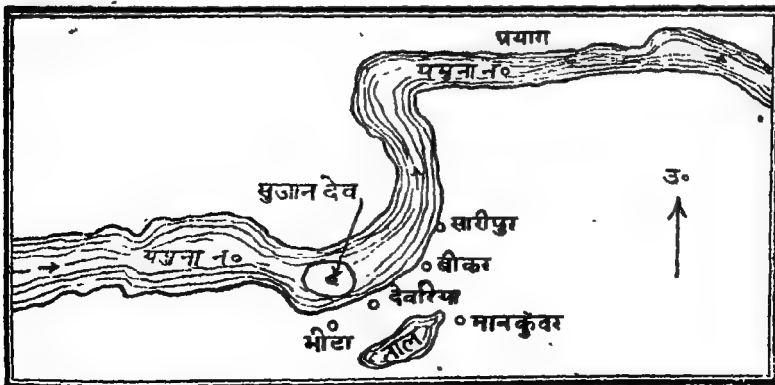 प्रयाग
यमुना न०
सुजान देव
उ०
सारीपुर
यमुना न०
बीकर
देवरिया
मानकुंवर
भीटा
ताल